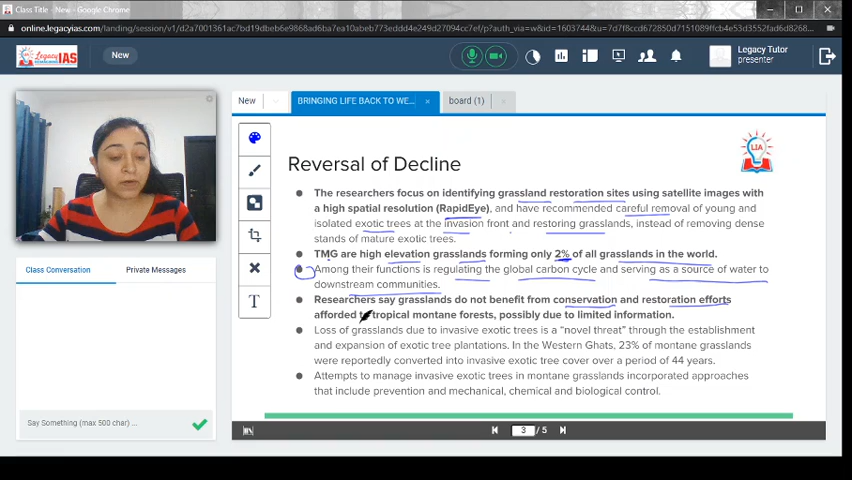 Class Title - New - Google Chrome
online.legacyias.com/landing/session/v1/
Legacy
IAS
New
Legacy Tutor
presenter
New
BRINGING LIFE BACK TO WE...
board (1)
LIA
Reversal of Decline
The researchers focus on identifying grassland restoration sites using satellite images with
a high spatial resolution (RapidEye), and have recommended careful removal of young and
isolated exotic trees at the invasion front and restoring grasslands, instead of removing dense
stands of mature exotic trees.
TMG are high elevation grasslands forming only 2% of all grasslands in the world.
Among their functions is regulating the global carbon cycle and serving as a source of water to
downstream communities.
Researchers say grasslands do not benefit from conservation and restoration efforts
afforded to tropical montane forests, possibly due to limited information.
Loss of grasslands due to invasive exotic trees is a “novel threat” through the establishment
and expansion of exotic tree plantations. In the Western Ghats, 23% of montane grasslands
were reportedly converted into invasive exotic tree cover over a period of 44 years.
Attempts to manage invasive exotic trees in montane grasslands incorporated approaches
that include prevention and mechanical, chemical and biological control.
Class Conversation
Private Messages
Say Something (max 500 char) ...
3 / 5